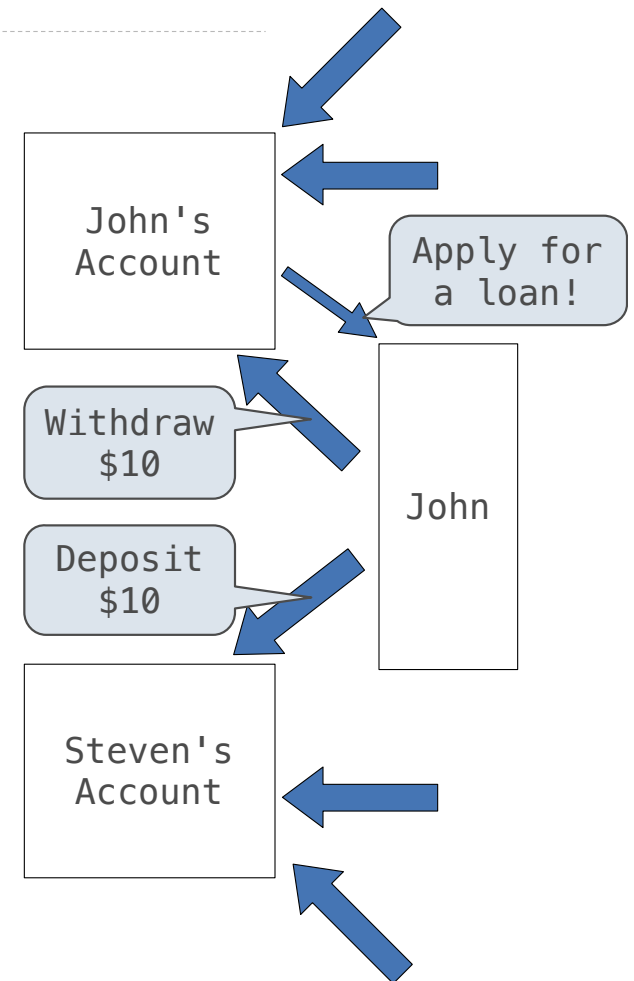 John's
Account
Apply for
a loan!
Withdraw
$10
John
Deposit
$10
Steven's
Account